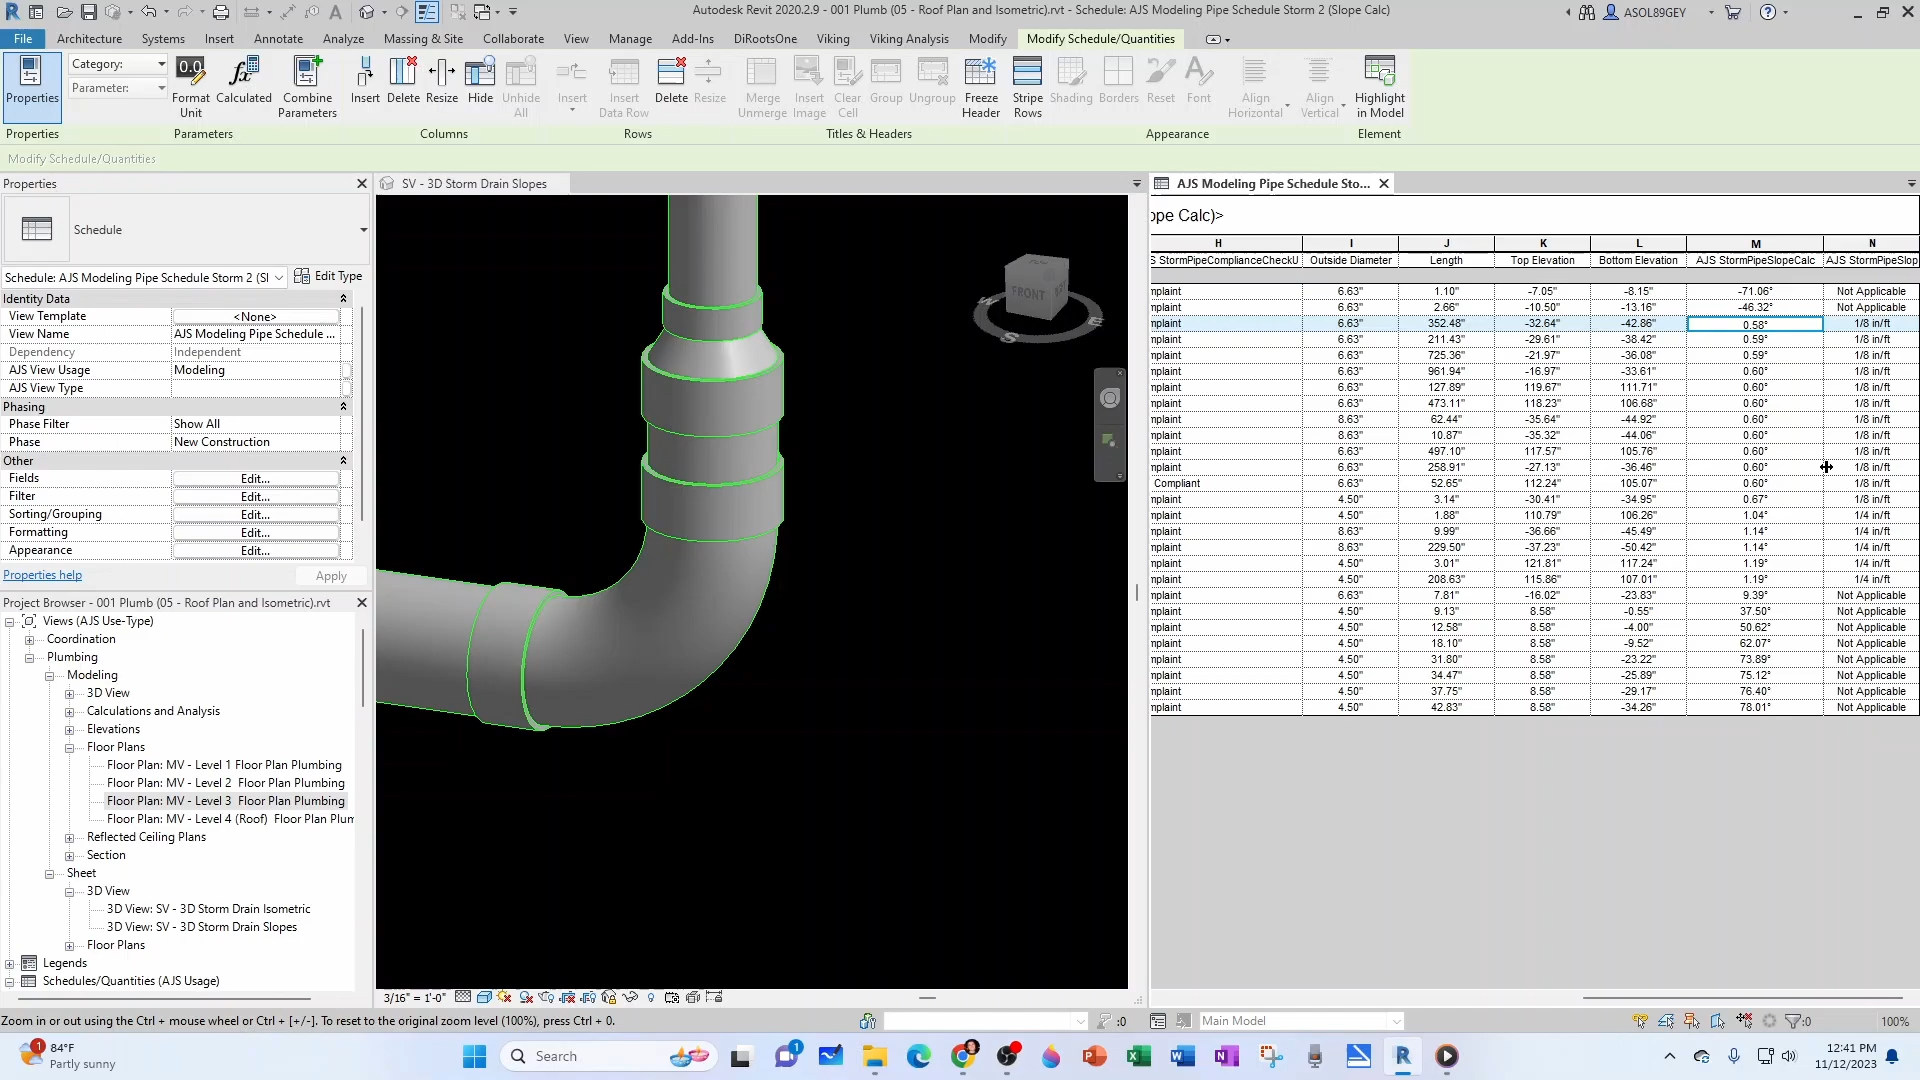 Autodesk Revit 2020.2.9 - 001 Plumb (05 - Roof Plan and Isometric).rvt - Schedule: AJS Modeling Pipe Schedule Storm 2 (Slope Calc)
ASOL89GEY
File Architecture Systems Insert Annotate Analyze Massing & Site Collaborate View Manage Add-Ins DiRootsOne Viking Viking Analysis Modify Modify Schedule/Quantities
Category:
Parameter:
Properties Format Unit Calculated Combine Parameters Insert Delete Resize Hide Unhide All Insert Insert Data Row Delete Resize Merge Unmerge Insert Image Clear Cell Group Ungroup Freeze Header Stripe Rows Shading Borders Reset Font Align Horizontal Align Vertical Highlight in Model
Properties Parameters Columns Rows Titles & Headers Appearance Element
Modify Schedule/Quantities
Properties
Schedule
Schedule: AJS Modeling Pipe Schedule Storm 2 (Sl Edit Type
Identity Data
View Template <None>
View Name AJS Modeling Pipe Schedule ...
Dependency Independent
AJS View Usage Modeling
AJS View Type
Phasing
Phase Filter Show All
Phase New Construction
Other
Fields Edit...
Filter Edit...
Sorting/Grouping Edit...
Formatting Edit...
Appearance Edit...
Properties help Apply
Project Browser - 001 Plumb (05 - Roof Plan and Isometric).rvt
Views (AJS Use-Type)
Coordination
Plumbing
Modeling
3D View
Calculations and Analysis
Elevations
Floor Plans
Floor Plan: MV - Level 1 Floor Plan Plumbing
Floor Plan: MV - Level 2 Floor Plan Plumbing
Floor Plan: MV - Level 3 Floor Plan Plumbing
Floor Plan: MV - Level 4 (Roof) Floor Plan Plum
Reflected Ceiling Plans
Section
Sheet
3D View
3D View: SV - 3D Storm Drain Isometric
3D View: SV - 3D Storm Drain Slopes
Floor Plans
Legends
Schedules/Quantities (AJS Usage)
SV - 3D Storm Drain Slopes
FRONT
S
E
3/16" = 1'-0"
AJS Modeling Pipe Schedule Sto...
ope Calc)>
H I J K L M N
S StormPipeComplianceCheckU Outside Diameter Length Top Elevation Bottom Elevation AJS StormPipeSlopeCalc AJS StormPipeSlop
mplaint 6.63" 1.10" -7.05" -8.15" -71.06° Not Applicable
mplaint 6.63" 2.66" -10.50" -13.16" -46.32° Not Applicable
mplaint 6.63" 352.48" -32.64" -42.86" 0.58° 1/8 in/ft
mplaint 6.63" 211.43" -29.61" -38.42" 0.59° 1/8 in/ft
mplaint 6.63" 725.36" -21.97" -36.08" 0.59° 1/8 in/ft
mplaint 6.63" 961.94" -16.97" -33.61" 0.60° 1/8 in/ft
mplaint 6.63" 127.89" 119.67" 111.71" 0.60° 1/8 in/ft
mplaint 6.63" 473.11" 118.23" 106.68" 0.60° 1/8 in/ft
mplaint 8.63" 62.44" -35.64" -44.92" 0.60° 1/8 in/ft
mplaint 8.63" 10.87" -35.32" -44.06" 0.60° 1/8 in/ft
mplaint 6.63" 497.10" 117.57" 105.76" 0.60° 1/8 in/ft
mplaint 6.63" 258.91" -27.13" -36.46" 0.60° 1/8 in/ft
Compliant 6.63" 52.65" 112.24" 105.07" 0.60° 1/8 in/ft
mplaint 4.50" 3.14" -30.41" -34.95" 0.67° 1/8 in/ft
mplaint 4.50" 1.88" 110.79" 106.26" 1.04° 1/4 in/ft
mplaint 8.63" 9.99" -36.66" -45.49" 1.14° 1/4 in/ft
mplaint 8.63" 229.50" -37.23" -50.42" 1.14° 1/4 in/ft
mplaint 4.50" 3.01" 121.81" 117.24" 1.19° 1/4 in/ft
mplaint 4.50" 208.63" 115.86" 107.01" 1.19° 1/4 in/ft
mplaint 6.63" 7.81" -16.02" -23.83" 9.39° Not Applicable
mplaint 4.50" 9.13" 8.58" -0.55" 37.50° Not Applicable
mplaint 4.50" 12.58" 8.58" -4.00" 50.62° Not Applicable
mplaint 4.50" 18.10" 8.58" -9.52" 62.07° Not Applicable
mplaint 4.50" 31.80" 8.58" -23.22" 73.89° Not Applicable
mplaint 4.50" 34.47" 8.58" -25.89" 75.12° Not Applicable
mplaint 4.50" 37.75" 8.58" -29.17" 76.40° Not Applicable
mplaint 4.50" 42.83" 8.58" -34.26" 78.01° Not Applicable
Zoom in or out using the Ctrl + mouse wheel or Ctrl + [+/-]. To reset to the original zoom level (100%), press Ctrl + 0. :0 Main Model :0 100%
84°F
Partly sunny
Search
12:41 PM
11/12/2023